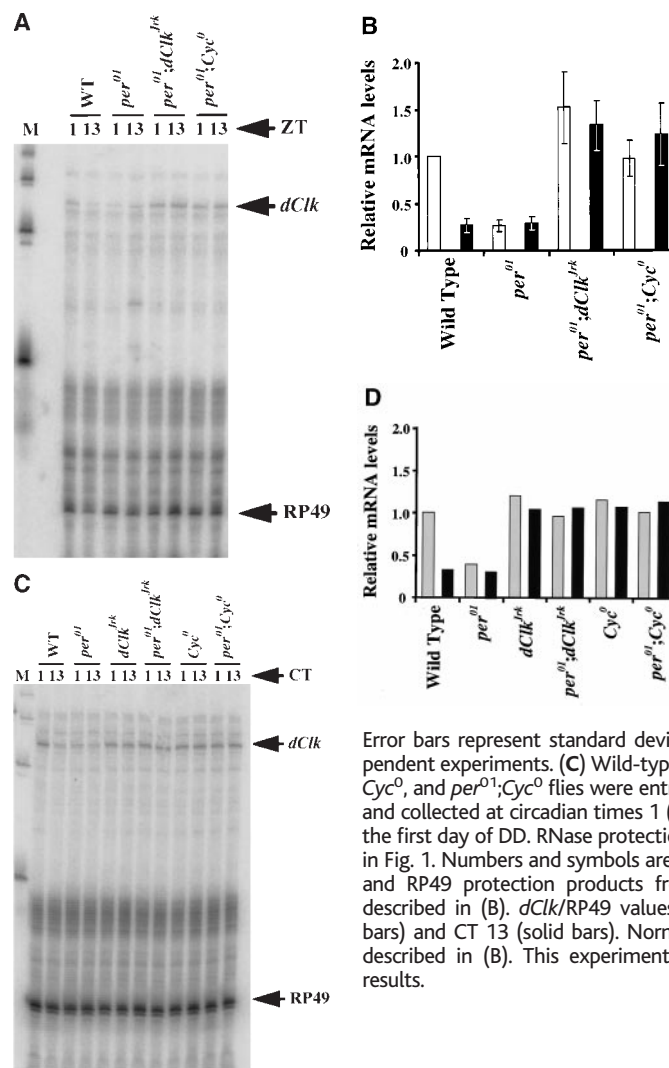 A
WT
per⁰¹
per⁰¹;dClkᴶʳᵏ
per⁰¹;Cyc⁰
M
1 13 1 13 1 13 1 13
ZT
dClk
RP49
B
Relative mRNA levels
2.0
1.5
1.0
0.5
0
Wild Type
per⁰¹
per⁰¹;dClkᴶʳᵏ
per⁰¹;Cyc⁰
C
WT
per⁰¹
dClkᴶʳᵏ
per⁰¹;dClkᴶʳᵏ
Cyc⁰
per⁰¹;Cyc⁰
M
1 13 1 13 1 13 1 13 1 13 1 13
CT
dClk
RP49
D
Relative mRNA levels
2.0
1.5
1.0
0.5
0
Wild Type
per⁰¹
dClkᴶʳᵏ
per⁰¹;dClkᴶʳᵏ
Cyc⁰
per⁰¹;Cyc⁰
Error bars represent standard devi
pendent experiments. (C) Wild-typ
Cyc⁰, and per⁰¹;Cyc⁰ flies were entr
and collected at circadian times 1 (
the first day of DD. RNase protectio
in Fig. 1. Numbers and symbols are
and RP49 protection products fr
described in (B). dClk/RP49 values
bars) and CT 13 (solid bars). Norn
described in (B). This experiment
results.